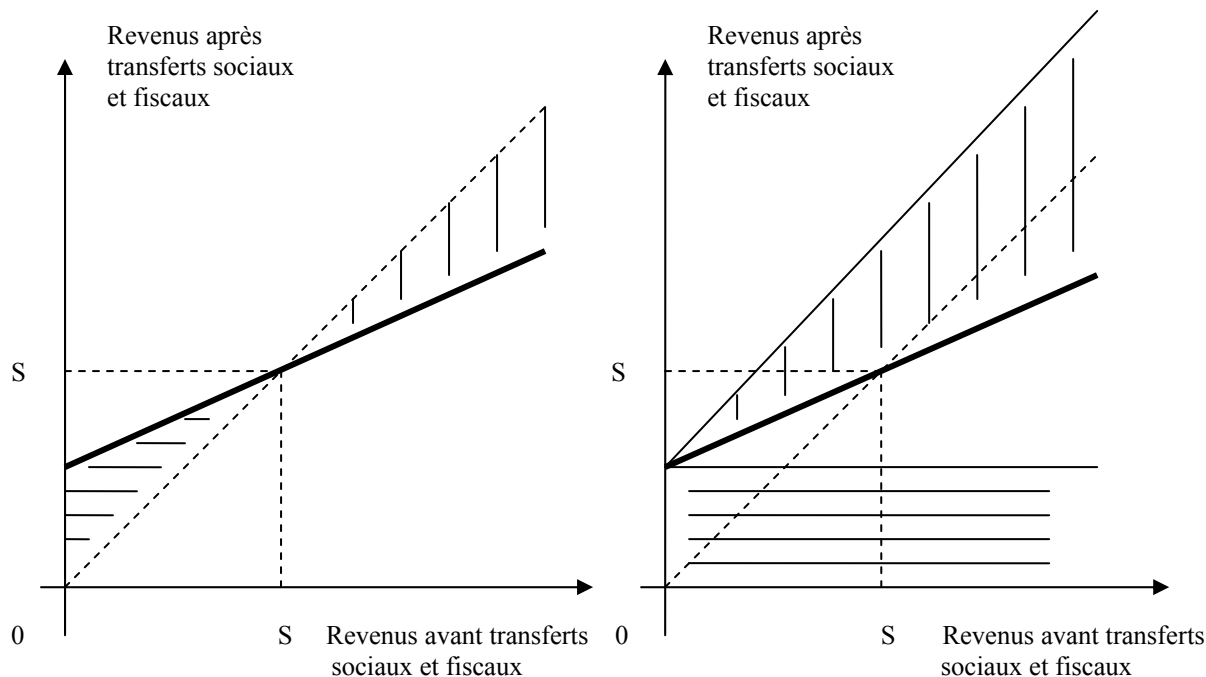 Revenus après
transferts sociaux
et fiscaux
S
0
S
Revenus avant transferts
sociaux et fiscaux
Revenus après
transferts sociaux
et fiscaux
S
0
S
Revenus avant transferts
sociaux et fiscaux